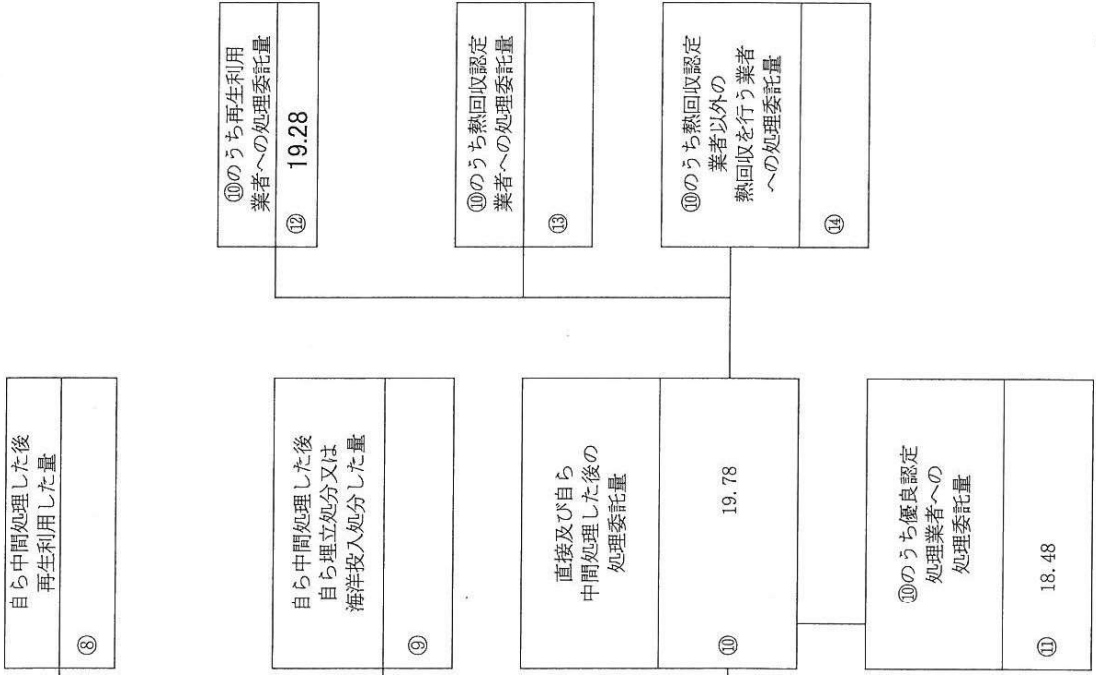 自ら中間処理した後
再生利用した量
⑧
自ら中間処理した後
自ら埋立処分又は
海洋投入処分した量
⑨
直接及び自ら
中間処理した後の
処理委託量
⑩
19.78
⑩のうち優良認定
処理業者への
処理委託量
⑪
18.48
⑩のうち再生利用
業者への処理委託量
⑫
19.28
⑩のうち熱回収認定
業者への処理委託量
⑬
⑩のうち熱回収認定
業者以外の
熱回収を行う業者
への処理委託量
⑭